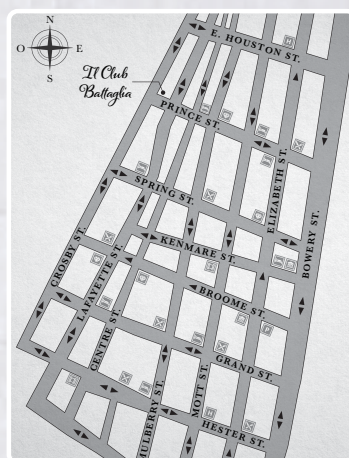 N
O E
S
E. HOUSTON ST.
Il Club
Battaglia
PRINCE ST.
SPRING ST.
ELIZABETH ST.
BOWERY ST.
KENMARE ST.
CROSBY ST.
LAFAYETTE ST.
BROOME ST.
CENTRE ST.
GRAND ST.
MOTT ST.
MULBERRY ST.
HESTER ST.